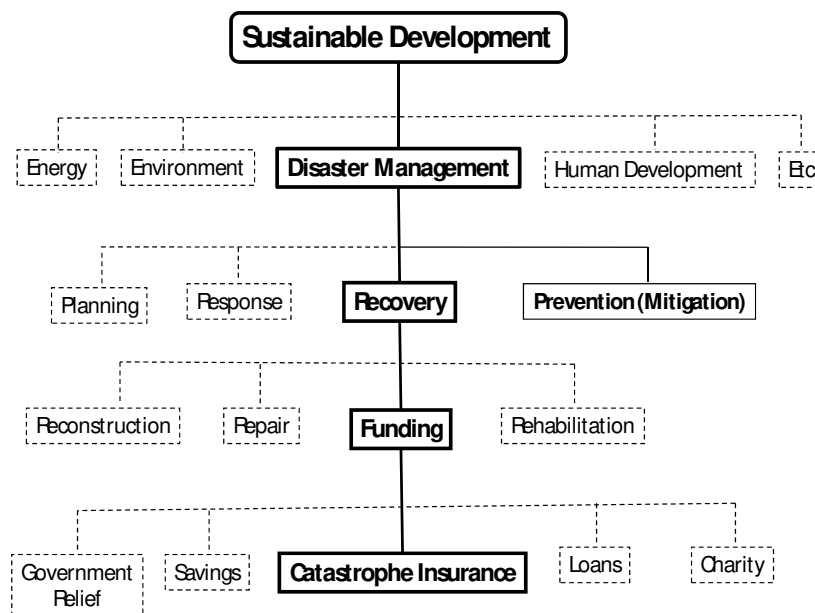 Sustainable Development
Energy
Environment
Disaster Management
Human Development
Etc
Planning
Response
Recovery
Prevention (Mitigation)
Reconstruction
Repair
Funding
Rehabilitation
Government
Relief
Savings
Catastrophe Insurance
Loans
Charity